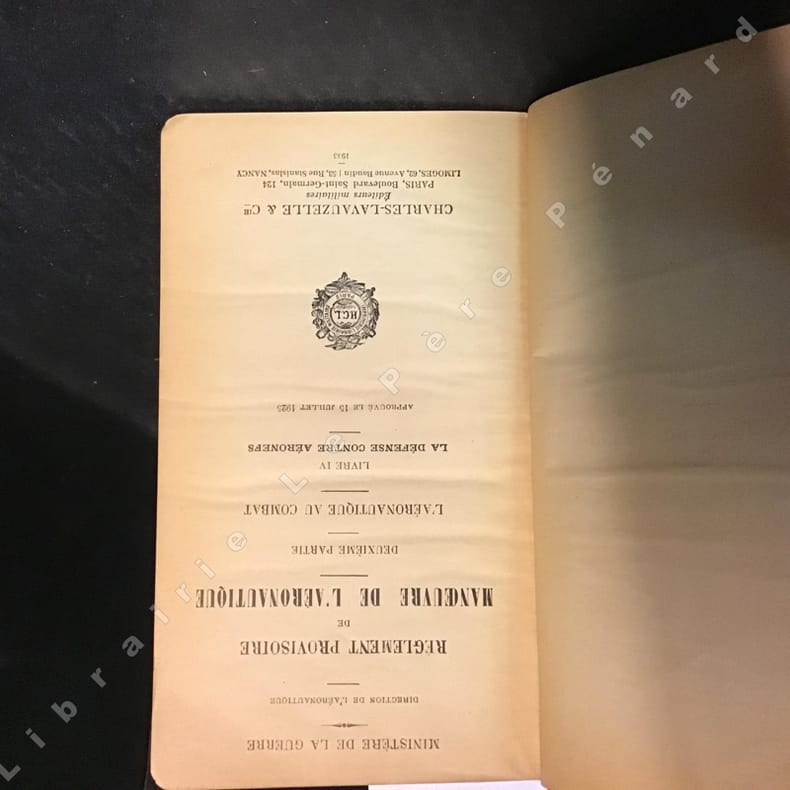 MINISTÈRE DE LA GUERRE
DIRECTION DE L'AÉRONAUTIQUE
RÈGLEMENT PROVISOIRE
DE
MANŒUVRE DE L'AÉRONAUTIQUE
DEUXIÈME PARTIE
L'AÉRONAUTIQUE AU COMBAT
LIVRE IV
LA DÉFENSE CONTRE AÉRONEFS
APPROUVÉ LE 15 JUILLET 1925
HCL
PARIS
CHARLES-LAVAUZELLE & CIE
Éditeurs militaires
PARIS, Boulevard Saint-Germain, 124
LIMOGES, 62, Avenue Baudin | 53, Rue Stanislas, NANCY
1933
Librairie Le Père Pénard